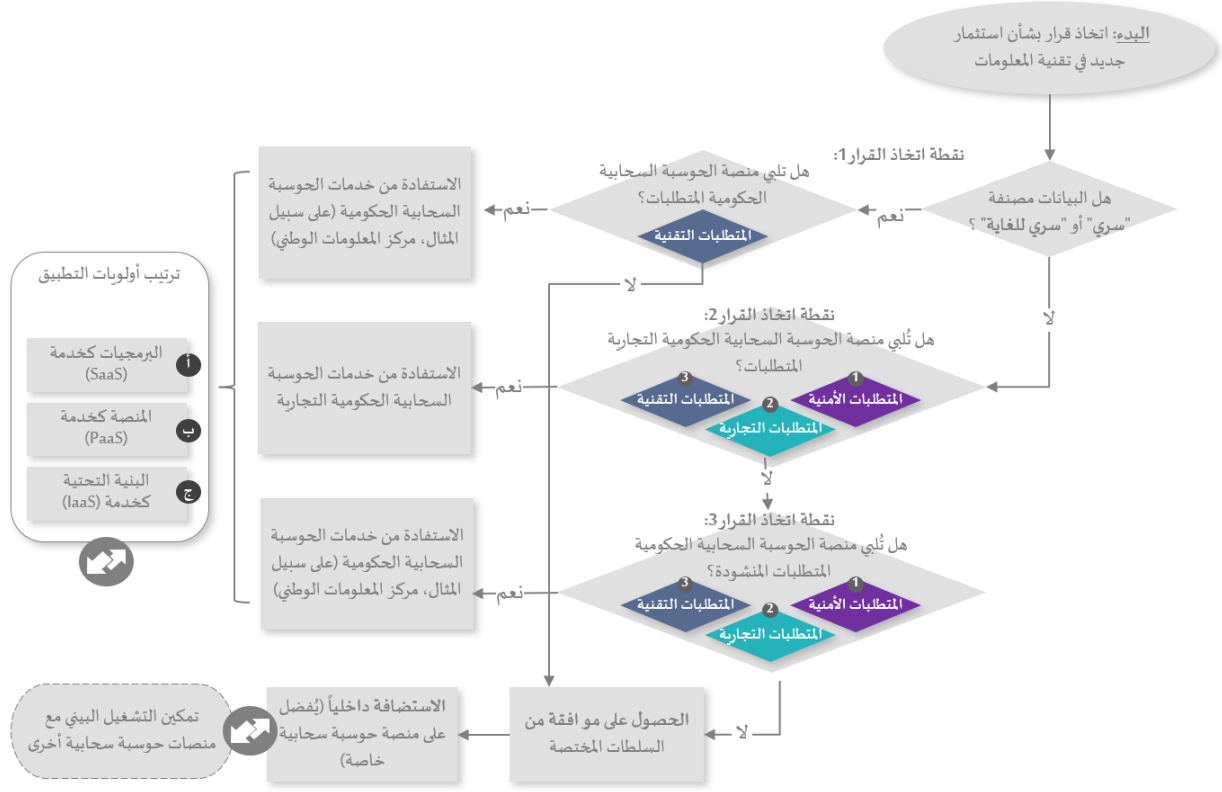 البدء: اتخاذ قرار بشأن استثمار
جديد في تقنية المعلومات
نقطة اتخاذ القرار1:
هل البيانات مصنفة
"سري" أو "سري للغاية" ؟
نعم
لا
هل تلبي منصة الحوسبة السحابية
الحكومية المتطلبات؟
المتطلبات التقنية
نعم
لا
الاستفادة من خدمات الحوسبة
السحابية الحكومية (على سبيل
المثال، مركز المعلومات الوطني)
نقطة اتخاذ القرار2:
هل تُلبي منصة الحوسبة السحابية الحكومية التجارية
المتطلبات؟
1
المتطلبات الأمنية
2
المتطلبات التجارية
3
المتطلبات التقنية
نعم
لا
الاستفادة من خدمات الحوسبة
السحابية الحكومية التجارية
نقطة اتخاذ القرار3:
هل تُلبي منصة الحوسبة السحابية الحكومية
المتطلبات المنشودة؟
1
المتطلبات الأمنية
2
المتطلبات التجارية
3
المتطلبات التقنية
نعم
لا
الاستفادة من خدمات الحوسبة
السحابية الحكومية (على سبيل
المثال، مركز المعلومات الوطني)
ترتيب أولويات التطبيق
أ
البرمجيات كخدمة
(SaaS)
ب
المنصة كخدمة
(PaaS)
ج
البنية التحتية
كخدمة (IaaS)
الحصول على موافقة من
السلطات المختصة
الاستضافة داخلياً (يُفضل
على منصة حوسبة سحابية
خاصة)
تمكين التشغيل البيني مع
منصات حوسبة سحابية أخرى